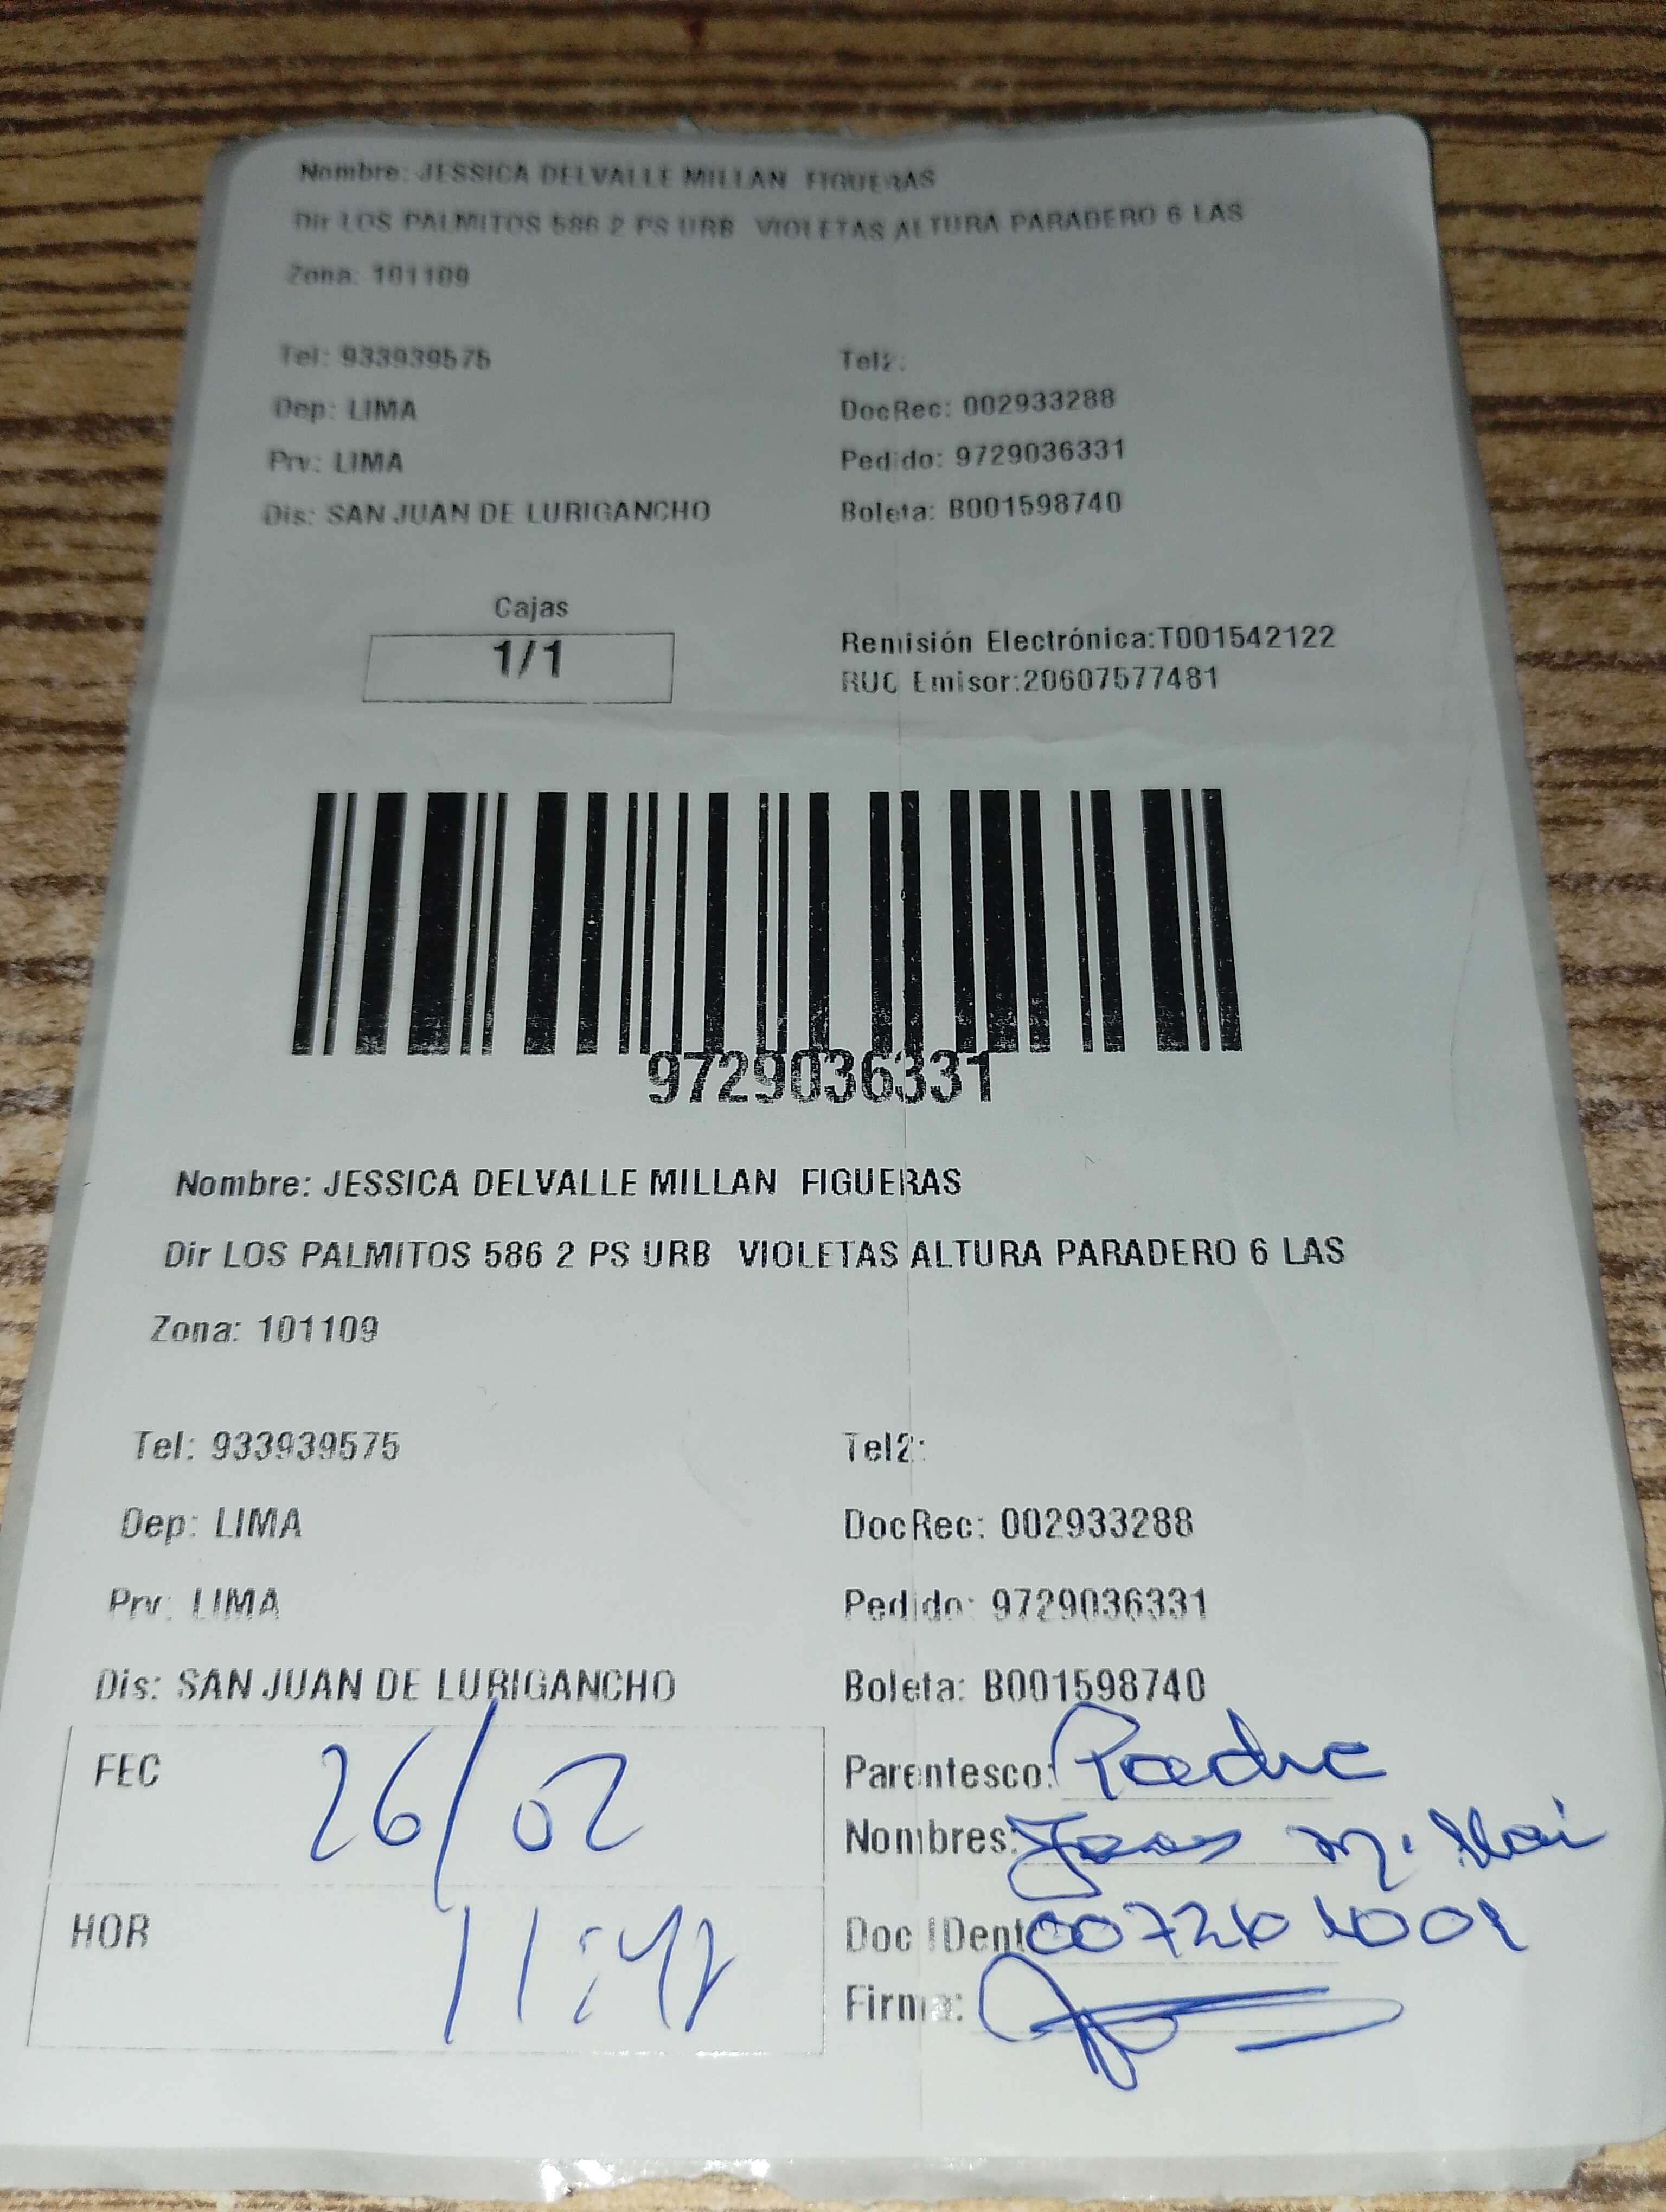 Nombre: JESSICA DELVALLE MILLAN FIGUERAS
Dir LOS PALMITOS 586 2 PS URB VIOLETAS ALTURA PARADERO 6 LAS
Zona: 101109
Tel: 933939575 Tel2:
Dep: LIMA DocRec: 002933288
Prv: LIMA Pedido: 9729036331
Dis: SAN JUAN DE LURIGANCHO Boleta: B001598740
Cajas
1/1
Remisión Electrónica:T001542122
RUC Emisor:20607577481
9729036331
Nombre: JESSICA DELVALLE MILLAN FIGUERAS
Dir LOS PALMITOS 586 2 PS URB VIOLETAS ALTURA PARADERO 6 LAS
Zona: 101109
Tel: 933939575 Tel2:
Dep: LIMA DocRec: 002933288
Prv: LIMA Pedido: 9729036331
Dis: SAN JUAN DE LURIGANCHO Boleta: B001598740
FEC 26/02
Parentesco: Padre
Nombres: M.
HOR
Doc IDent
Firma: